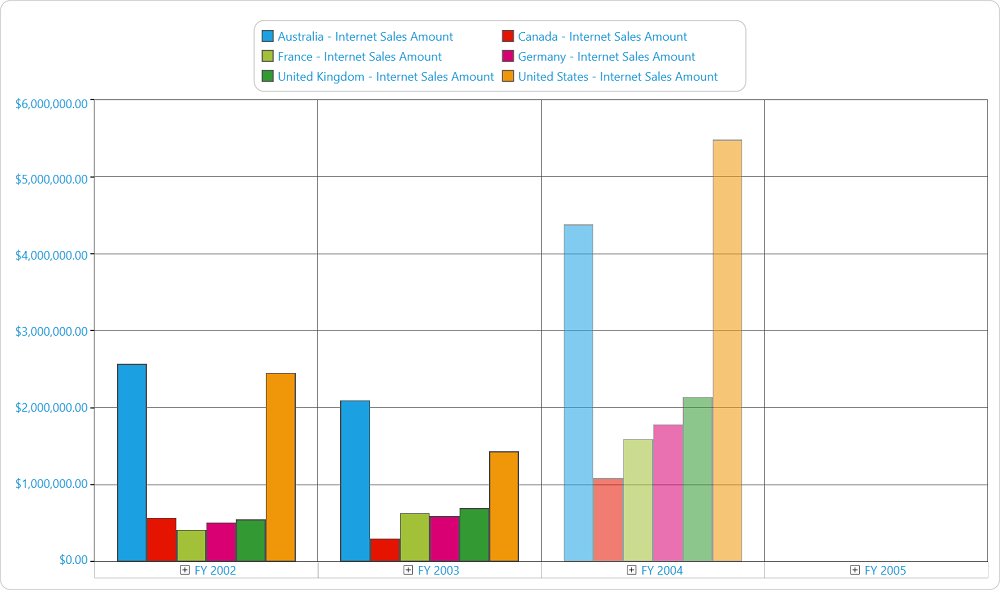 Australia - Internet Sales Amount Canada - Internet Sales Amount
France - Internet Sales Amount Germany - Internet Sales Amount
United Kingdom - Internet Sales Amount United States - Internet Sales Amount
$6,000,000.00
$5,000,000.00
$4,000,000.00
$3,000,000.00
$2,000,000.00
$1,000,000.00
$0.00
FY 2002 FY 2003 FY 2004 FY 2005